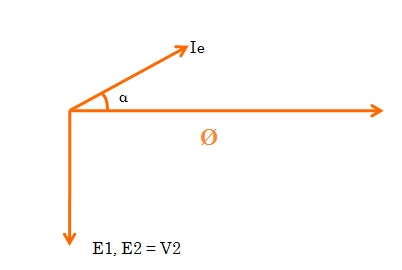 Ie
α
Ø
E1, E2 = V2